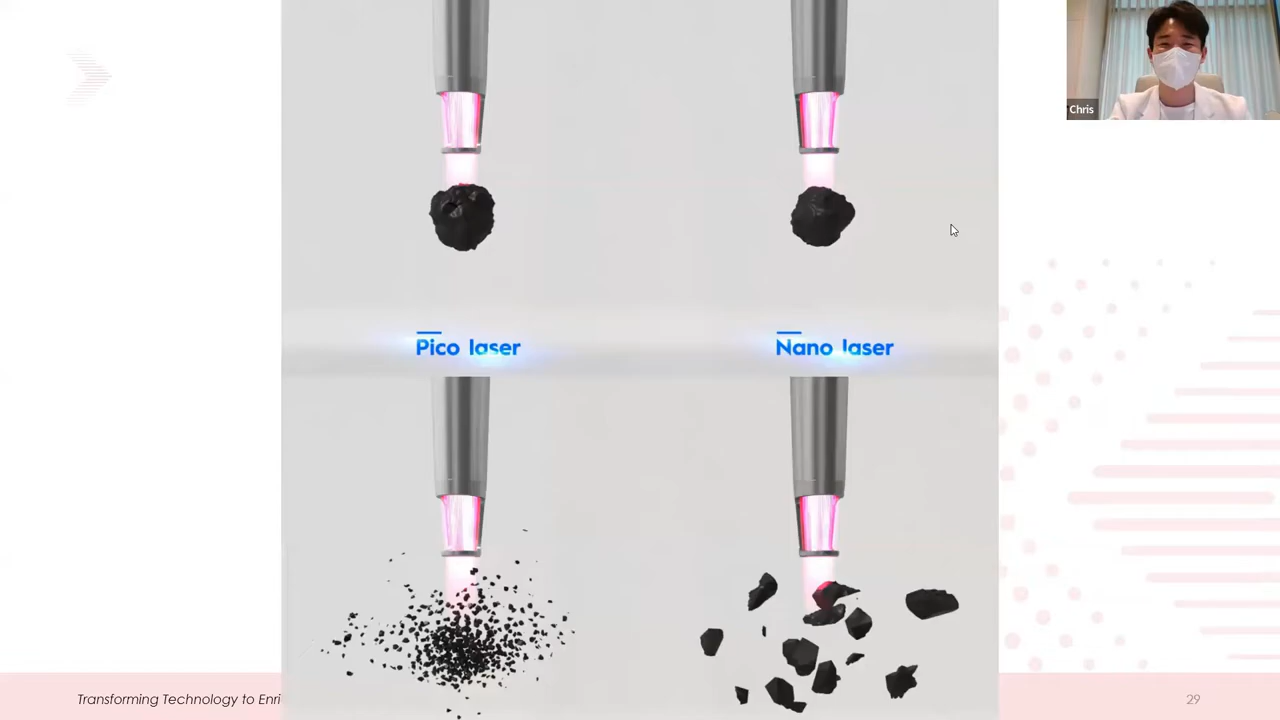 Chris
Pico laser
Nano laser
Transforming Technology to Enri
29